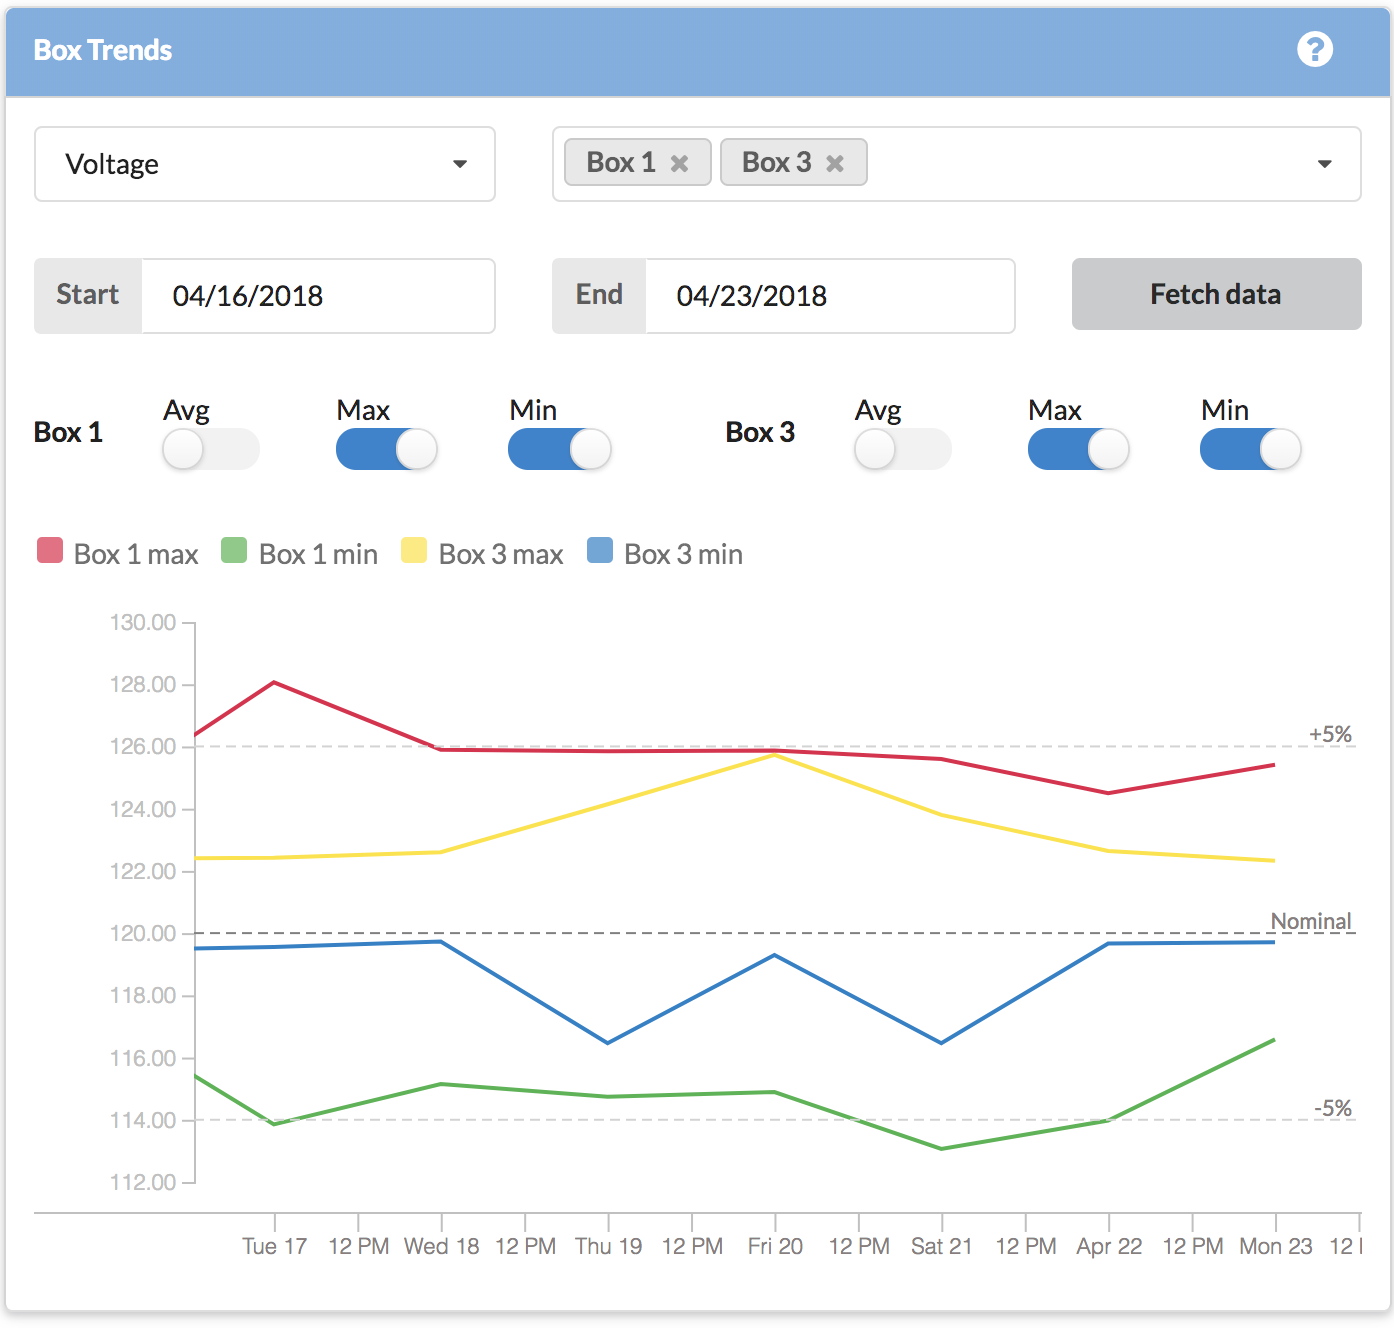 Box Trends
Voltage
Box 1 Box 3
Start 04/16/2018 End 04/23/2018 Fetch data
Box 1 Avg Max Min Box 3 Avg Max Min
Box 1 max Box 1 min Box 3 max Box 3 min
130.00
128.00
+5%
126.00
124.00
122.00
Nominal
120.00
118.00
116.00
-5%
114.00
112.00
Tue 17 12 PM Wed 18 12 PM Thu 19 12 PM Fri 20 12 PM Sat 21 12 PM Apr 22 12 PM Mon 23 12